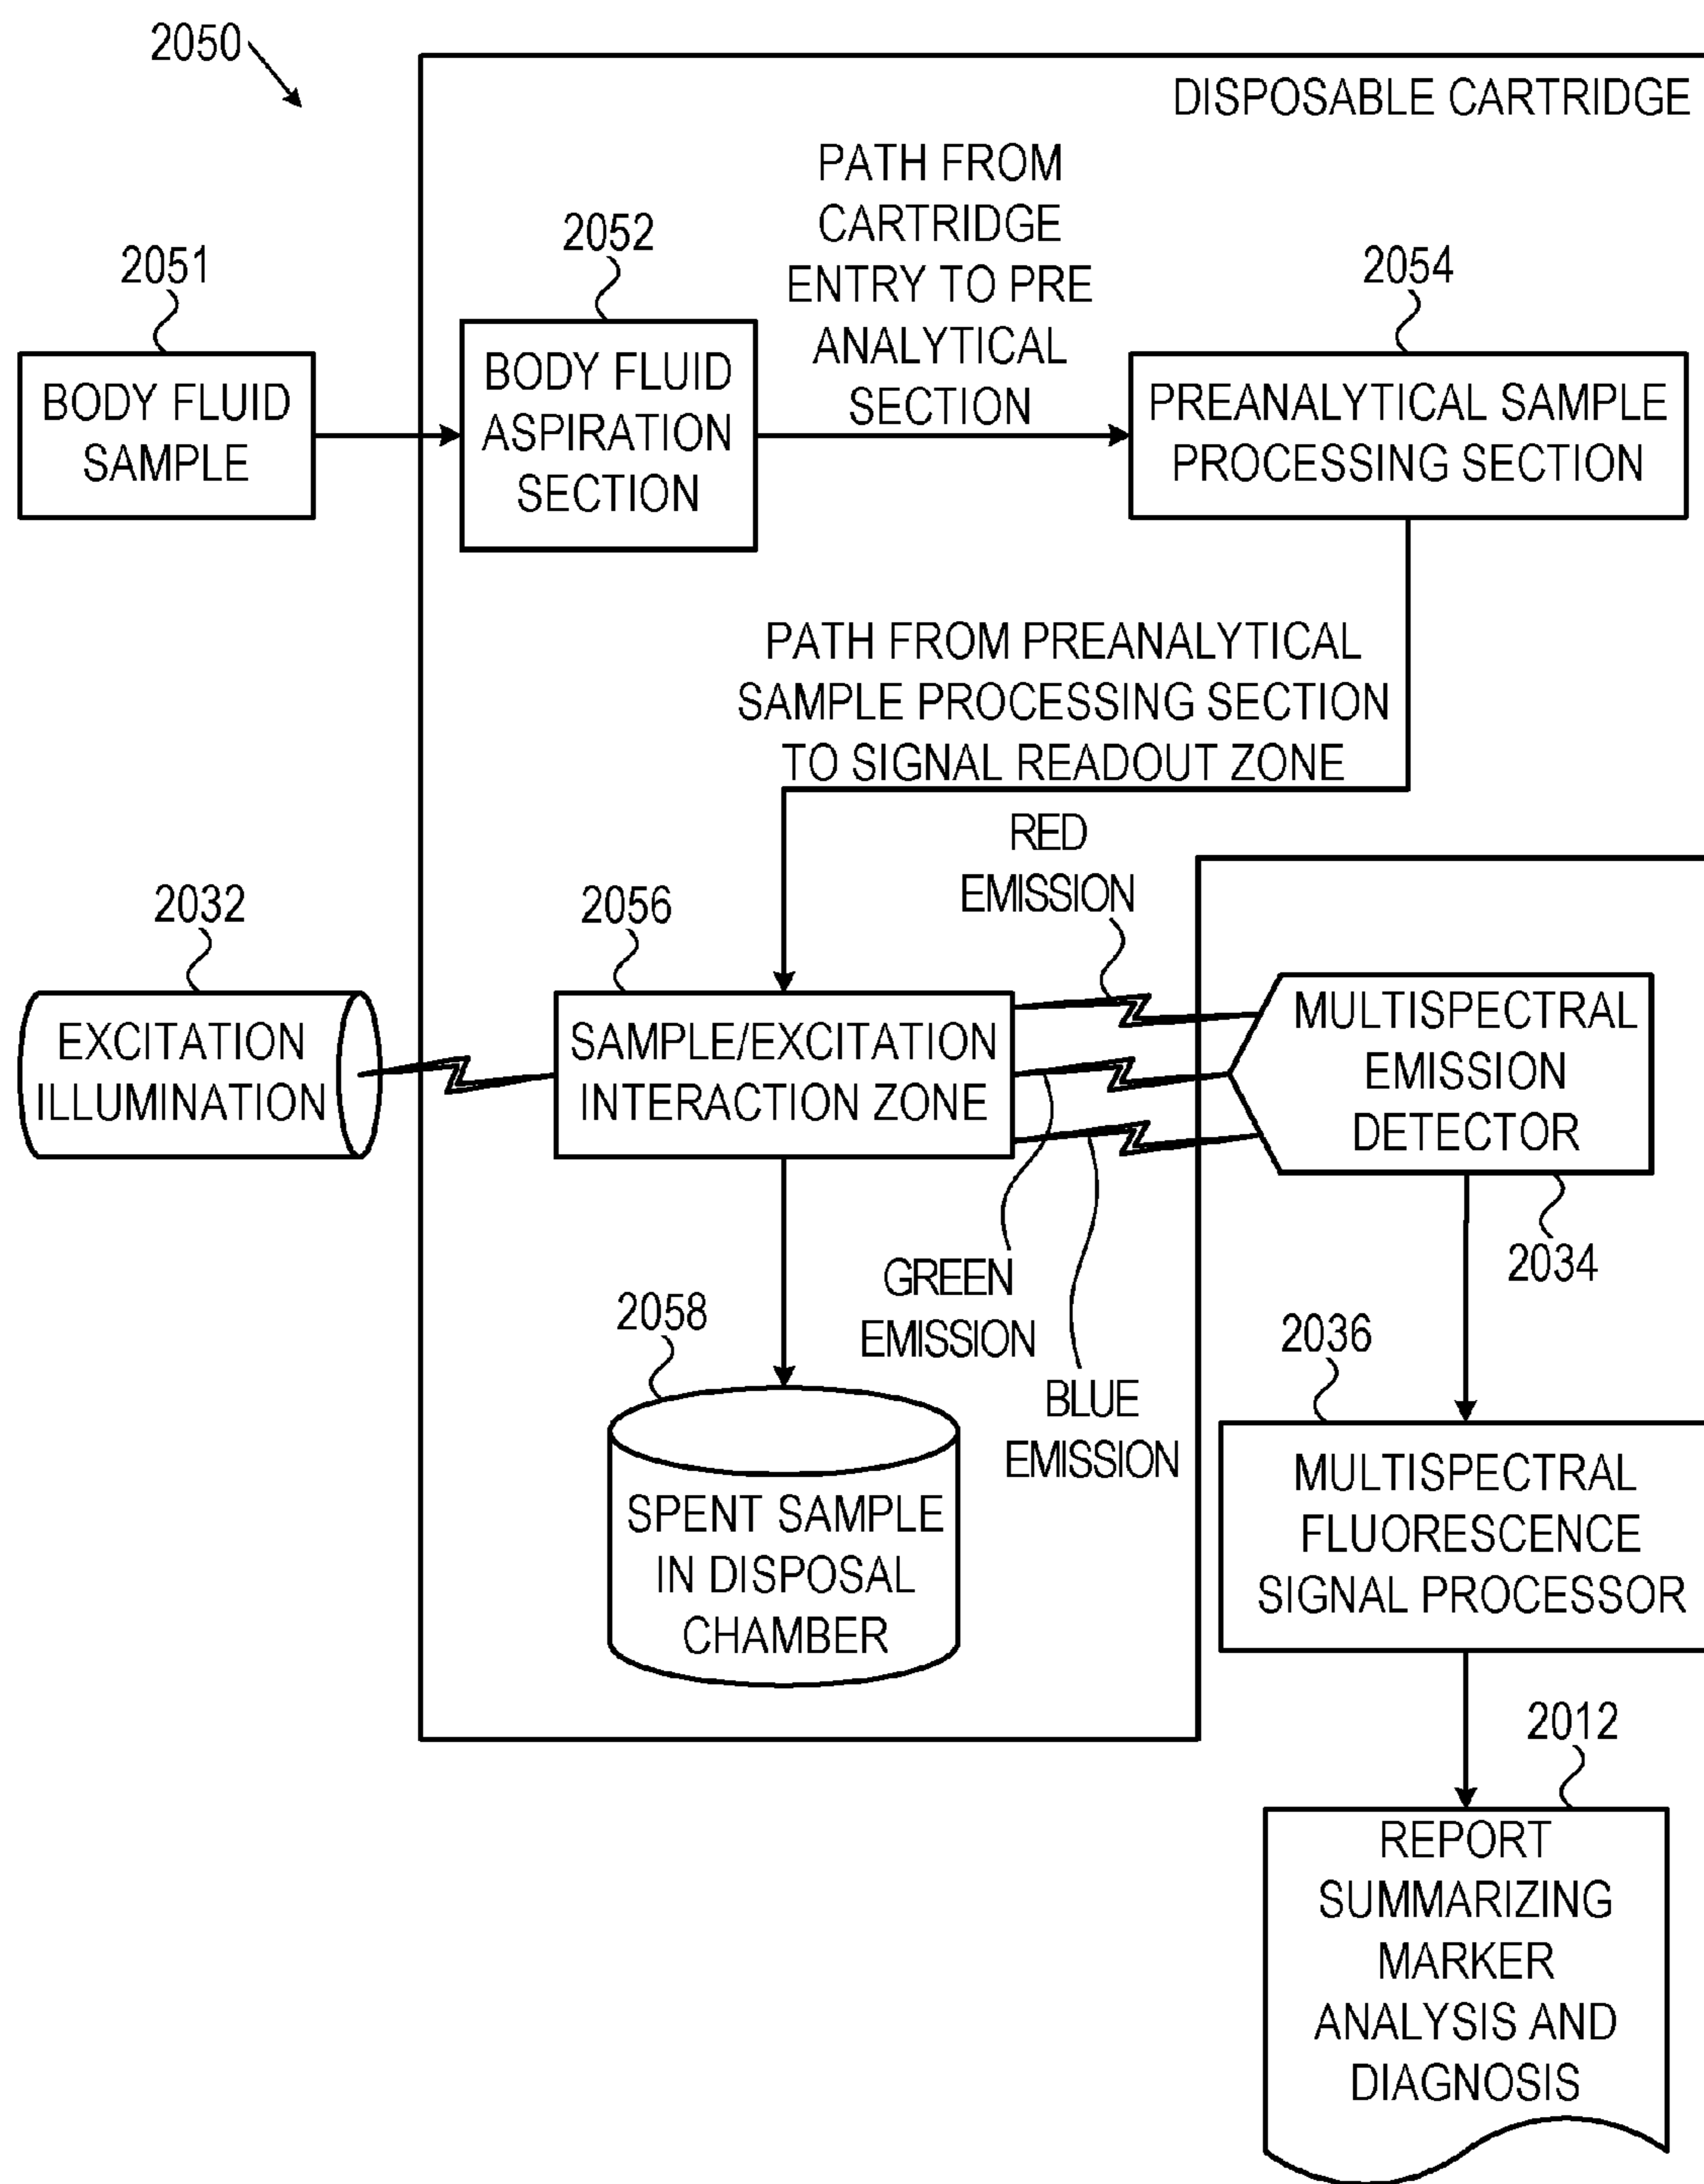 2050
DISPOSABLE CARTRIDGE
PATH FROM
CARTRIDGE
ENTRY TO PRE
ANALYTICAL
SECTION
2051
BODY FLUID
SAMPLE
2052
BODY FLUID
ASPIRATION
SECTION
2054
PREANALYTICAL SAMPLE
PROCESSING SECTION
PATH FROM PREANALYTICAL
SAMPLE PROCESSING SECTION
TO SIGNAL READOUT ZONE
RED
EMISSION
2032
EXCITATION
ILLUMINATION
2056
SAMPLE/EXCITATION
INTERACTION ZONE
MULTISPECTRAL
EMISSION
DETECTOR
2034
GREEN
EMISSION
BLUE
EMISSION
2058
SPENT SAMPLE
IN DISPOSAL
CHAMBER
2036
MULTISPECTRAL
FLUORESCENCE
SIGNAL PROCESSOR
2012
REPORT
SUMMARIZING
MARKER
ANALYSIS AND
DIAGNOSIS